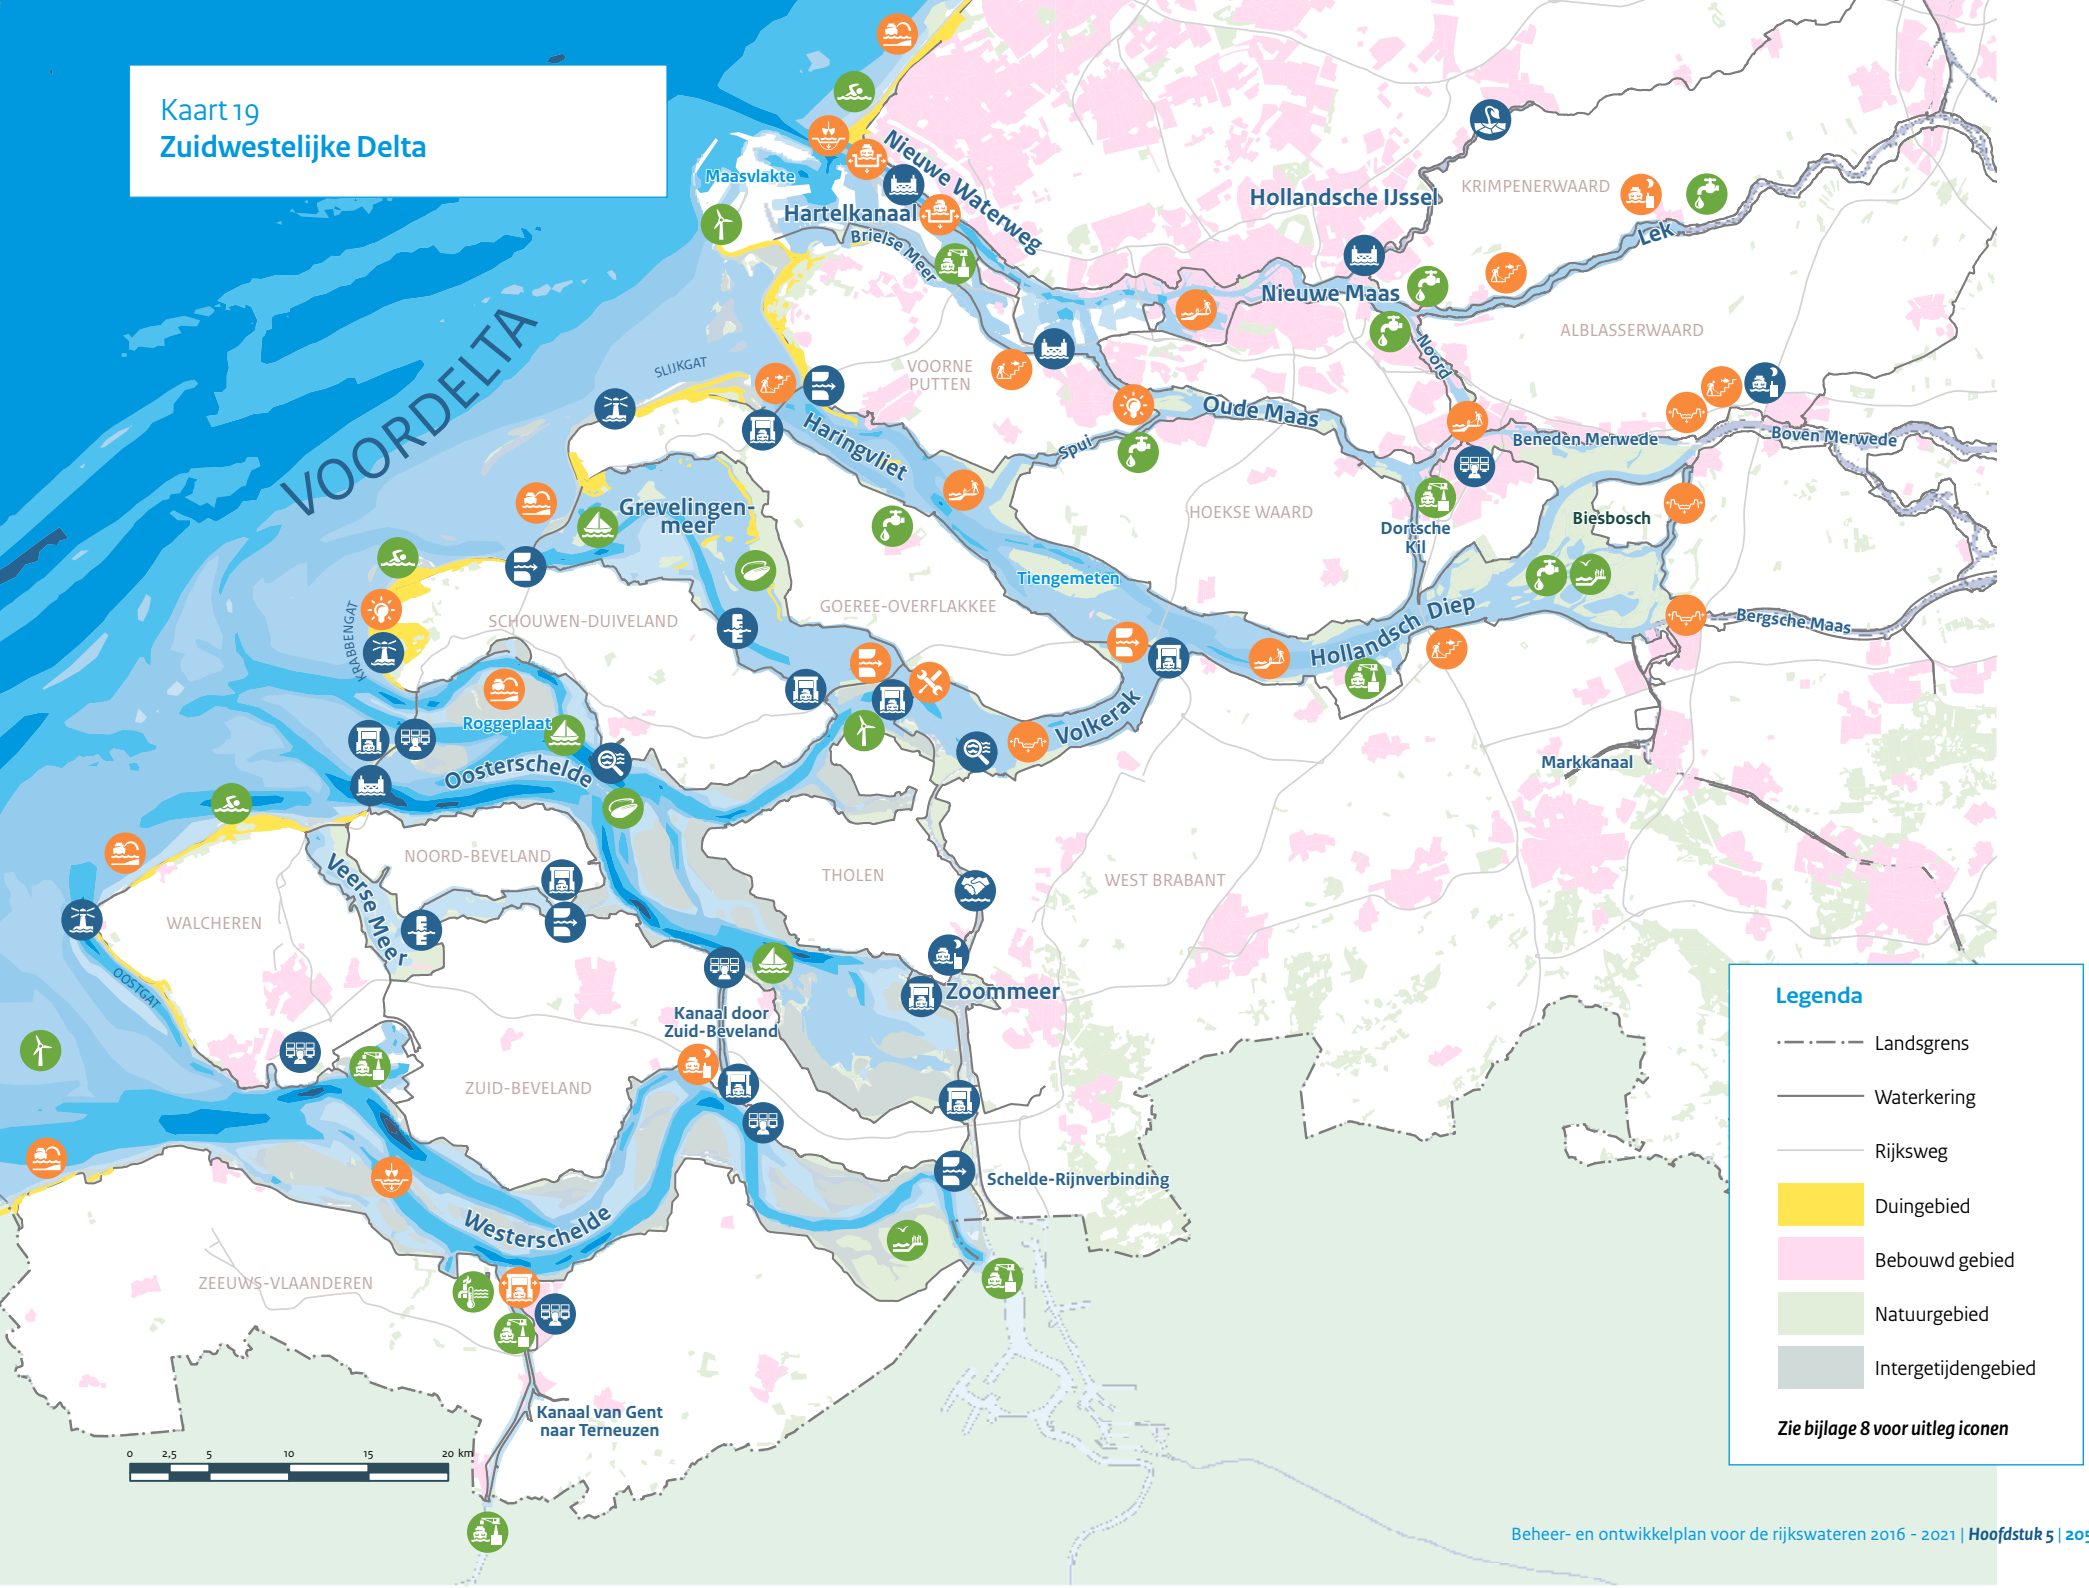 Kaart 19
Zuidwestelijke Delta
Maasvlakte
Nieuwe Waterweg
Hartelkanaal
Brielse Meer
Hollandsche IJssel
KRIMPENERWAARD
Lek
Nieuwe Maas
ALBLASSERWAARD
Noord
VOORDELTA
SLIJKGAT
VOORNE
PUTTEN
Haringvliet
Spui
Oude Maas
Beneden Merwede
Boven Merwede
Grevelingen-
meer
HOEKSE WAARD
Dortsche
Kil
Biesbosch
Tiengemeten
KRABBENGAT
SCHOUWEN-DUIVELAND
GOEREE-OVERFLAKKEE
Hollandsch Diep
Bergsche Maas
Roggeplaat
Oosterschelde
Volkerak
Markkanaal
NOORD-BEVELAND
Veerse Meer
THOLEN
WEST BRABANT
WALCHEREN
OOSTGAT
Zoommeer
Kanaal door
Zuid-Beveland
ZUID-BEVELAND
Schelde-Rijnverbinding
Westerschelde
ZEEUWS-VLAANDEREN
Kanaal van Gent
naar Terneuzen
0 2,5 5 10 15 20 km
Legenda
Landsgrens
Waterkering
Rijksweg
Duingebied
Bebouwd gebied
Natuurgebied
Intergetijdengebied
Zie bijlage 8 voor uitleg iconen
Beheer- en ontwikkelplan voor de rijkswateren 2016 - 2021 | Hoofdstuk 5 | 205